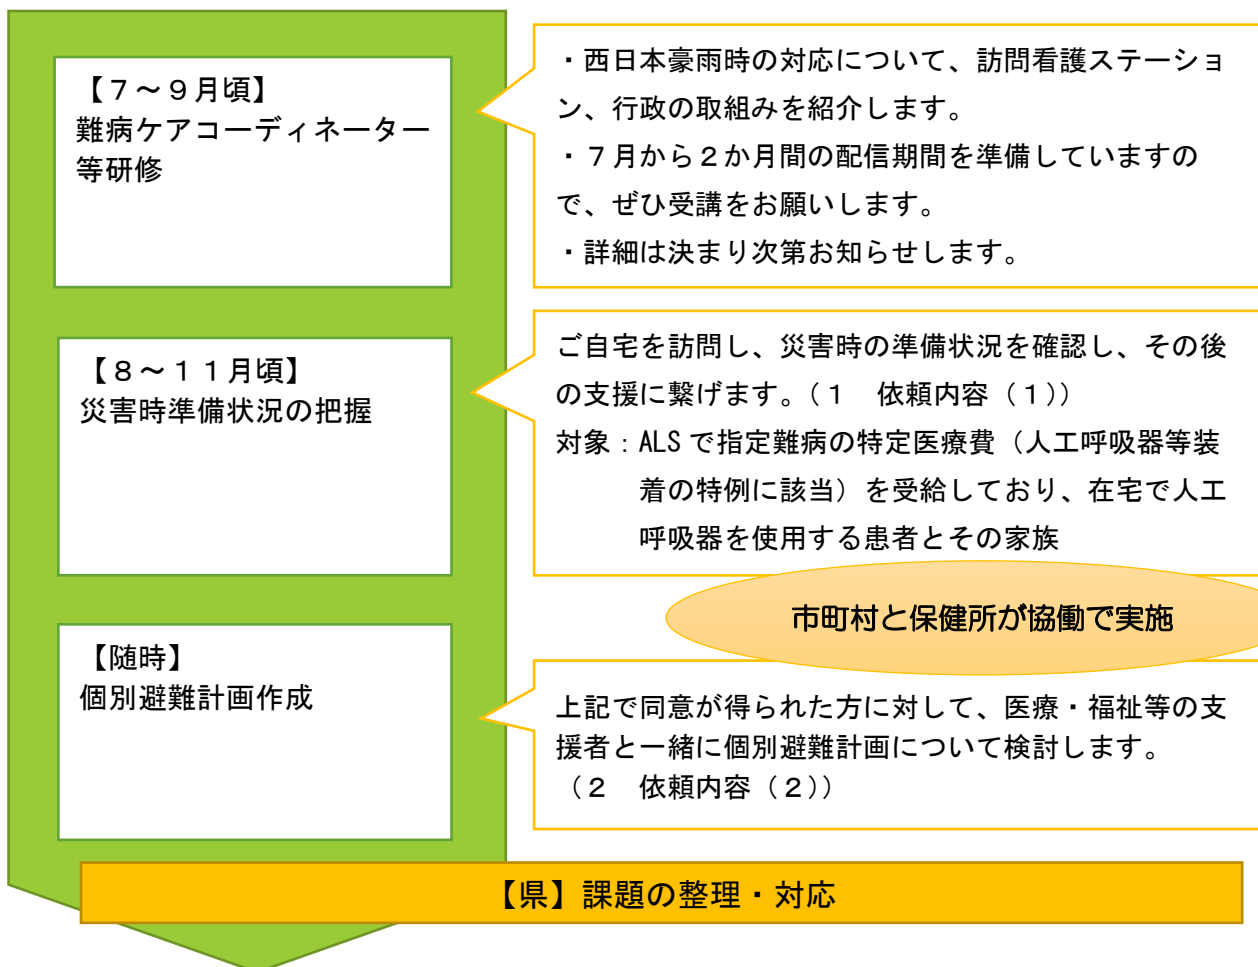 【７～９月頃】
難病ケアコーディネーター
等研修
・西日本豪雨時の対応について、訪問看護ステーショ
ン、行政の取組みを紹介します。
・７月から２か月間の配信期間を準備していますの
で、ぜひ受講をお願いします。
・詳細は決まり次第お知らせします。
【８～１１月頃】
災害時準備状況の把握
ご自宅を訪問し、災害時の準備状況を確認し、その後
の支援に繋げます。（１　依頼内容（１））
対象：ALSで指定難病の特定医療費（人工呼吸器等装
着の特例に該当）を受給しており、在宅で人工
呼吸器を使用する患者とその家族
市町村と保健所が協働で実施
【随時】
個別避難計画作成
上記で同意が得られた方に対して、医療・福祉等の支
援者と一緒に個別避難計画について検討します。
（２　依頼内容（２））
【県】課題の整理・対応